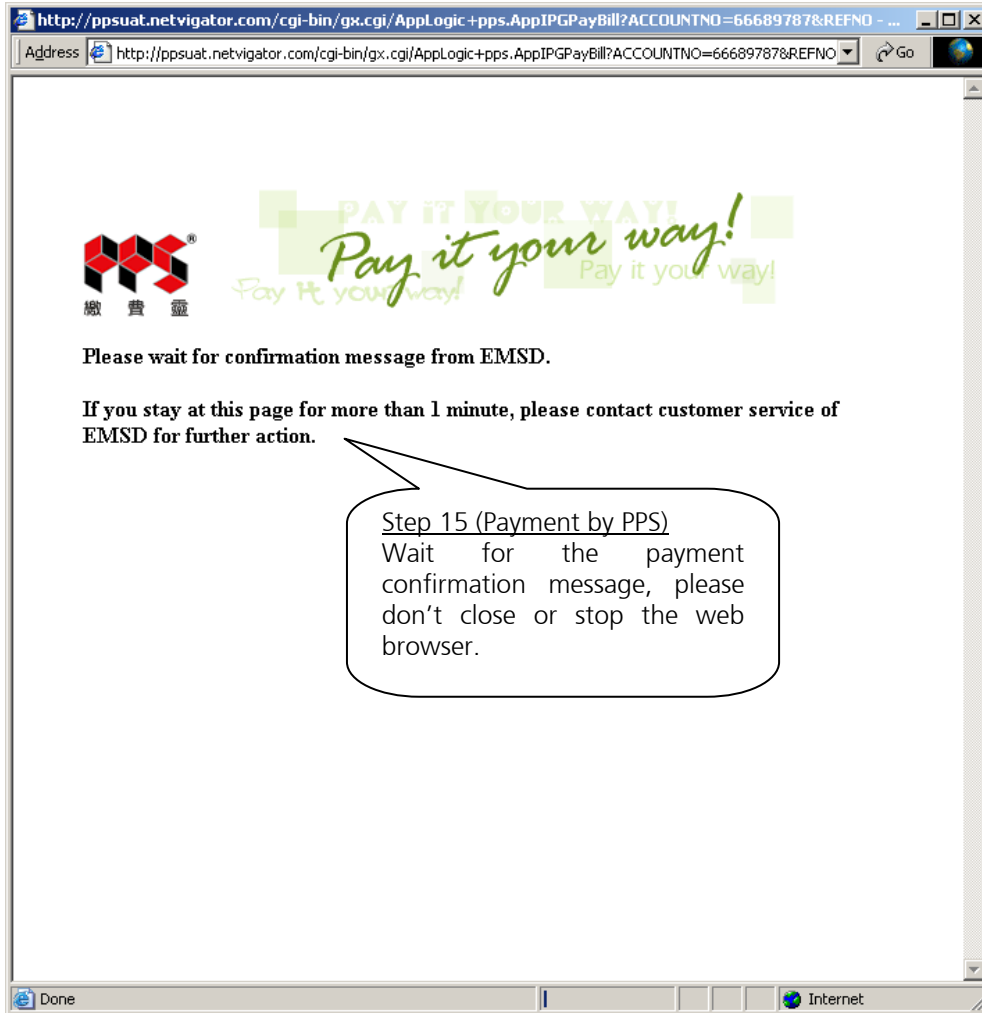 http://ppsuat.netvigator.com/cgi-bin/gx.cgi/AppLogic+pps.AppIPGPayBill?ACCOUNTNO=66689787&REFNO - ...
Address http://ppsuat.netvigator.com/cgi-bin/gx.cgi/AppLogic+pps.AppIPGPayBill?ACCOUNTNO=66689787&REFNO Go
PAY IT YOUR WAY!
Pay it your way!
Pay it your way!
Pay it your way!
PPS®
繳費靈
Please wait for confirmation message from EMSD.
If you stay at this page for more than 1 minute, please contact customer service of
EMSD for further action.
Step 15 (Payment by PPS)
Wait for the payment
confirmation message, please
don't close or stop the web
browser.
Done Internet